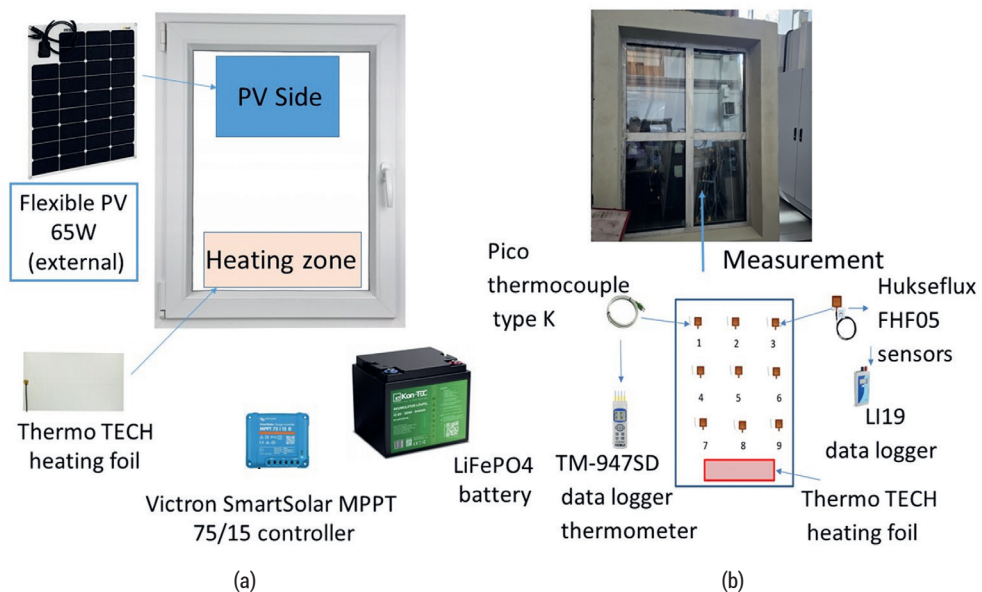 PV Side
Flexible PV
65W
(external)
Heating zone
Thermo TECH
heating foil
Victron SmartSolar MPPT
75/15 controller
Kon-TEC
LiFePO4
battery
(a)
Measurement
Pico
thermocouple
type K
Hukseflux
FHF05
sensors
1 2 3
4 5 6
7 8 9
LI19
data logger
TM-947SD
data logger
thermometer
Thermo TECH
heating foil
(b)